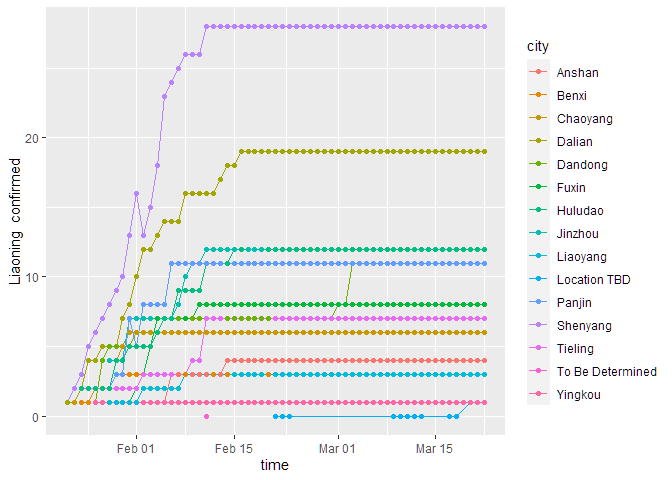 city
Anshan
Benxi
Chaoyang
Dalian
Dandong
Fuxin
Huludao
Jinzhou
Liaoyang
Location TBD
Panjin
Shenyang
Tieling
To Be Determined
Yingkou
Liaoning confirmed
20
10
0
Feb 01 Feb 15 Mar 01 Mar 15
time